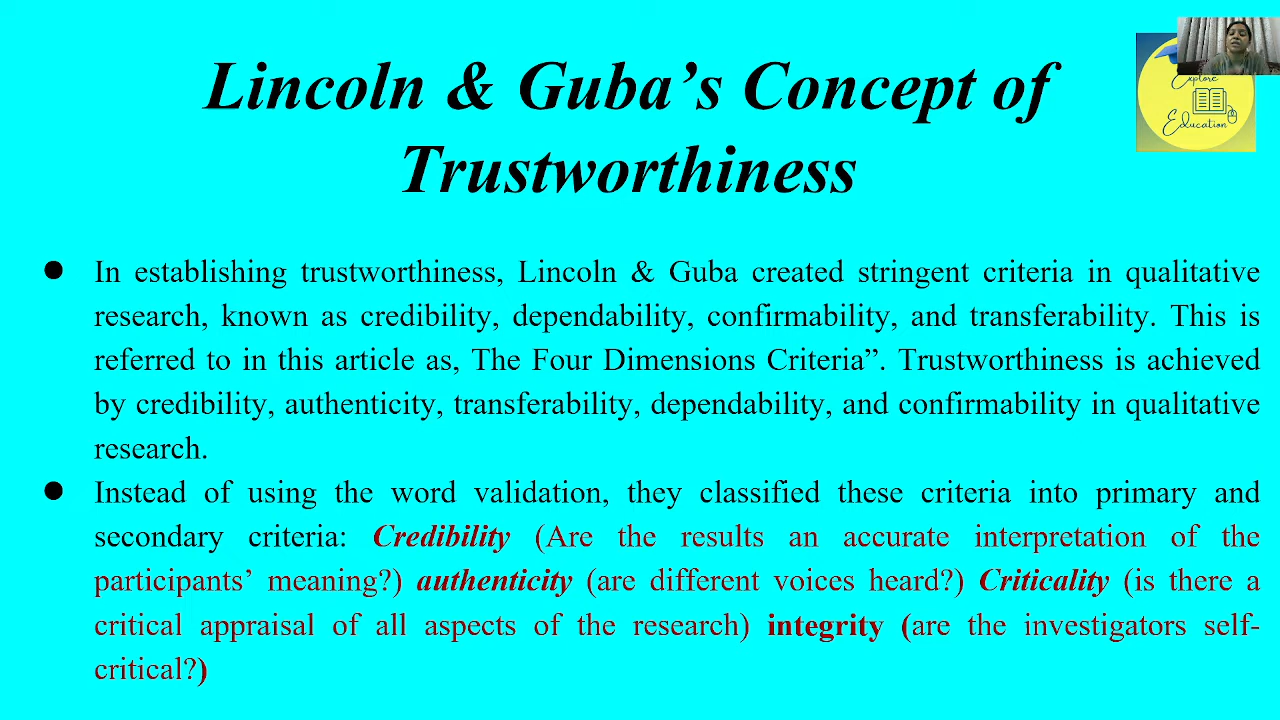 Lincoln & Guba’s Concept of
Trustworthiness
Explore
Education
● In establishing trustworthiness, Lincoln & Guba created stringent criteria in qualitative
research, known as credibility, dependability, confirmability, and transferability. This is
referred to in this article as, The Four Dimensions Criteria”. Trustworthiness is achieved
by credibility, authenticity, transferability, dependability, and confirmability in qualitative
research.
● Instead of using the word validation, they classified these criteria into primary and
secondary criteria: Credibility (Are the results an accurate interpretation of the
participants’ meaning?) authenticity (are different voices heard?) Criticality (is there a
critical appraisal of all aspects of the research) integrity (are the investigators self-
critical?)